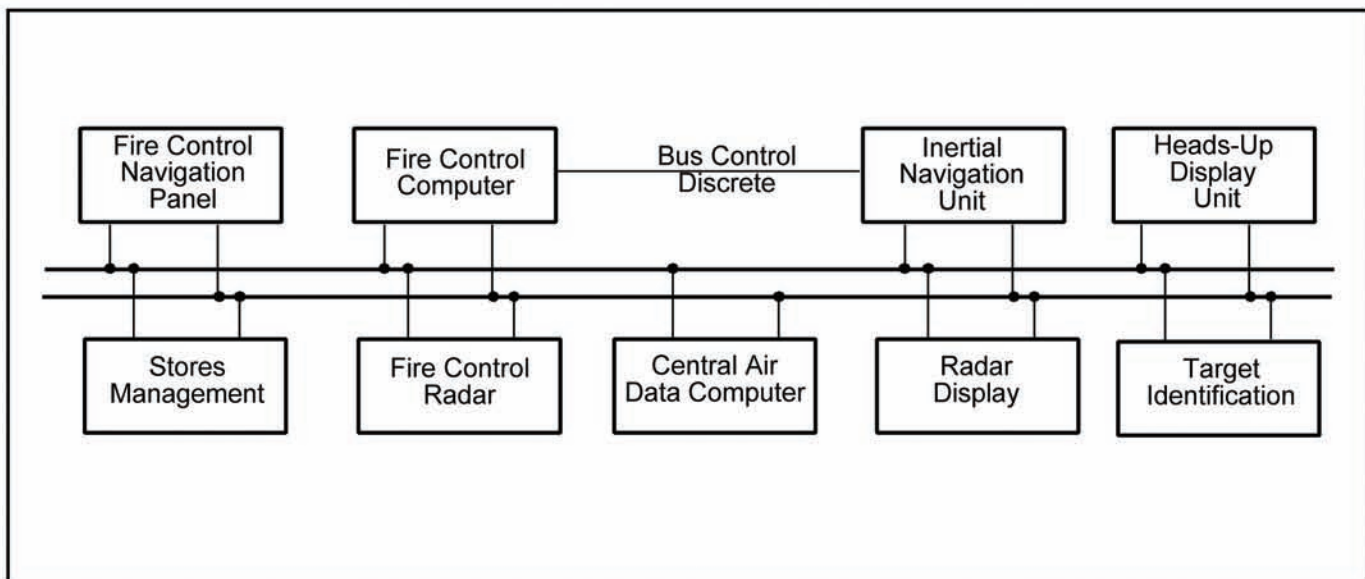 Fire Control
Navigation
Panel
Fire Control
Computer
Bus Control
Discrete
Inertial
Navigation
Unit
Heads-Up
Display
Unit
Stores
Management
Fire Control
Radar
Central Air
Data Computer
Radar
Display
Target
Identification